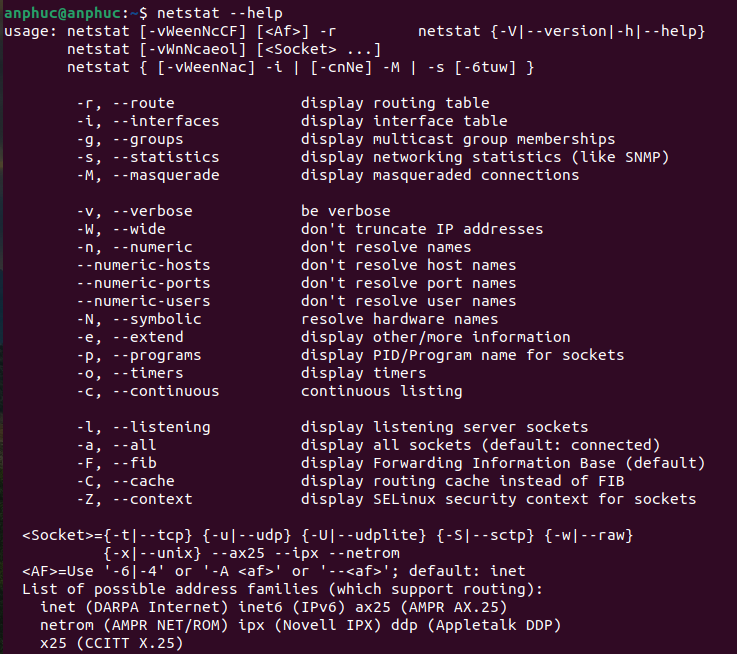 anphuc@anphuc:~$ netstat --help
usage: netstat [-vWeenNcCF] [<Af>] -r         netstat {-V|--version|-h|--help}
       netstat [-vWnNcaeol] [<Socket> ...]
       netstat { [-vWeenNac] -i | [-cnNe] -M | -s [-6tuw] }
        -r, --route              display routing table
        -i, --interfaces         display interface table
        -g, --groups             display multicast group memberships
        -s, --statistics         display networking statistics (like SNMP)
        -M, --masquerade         display masqueraded connections
        -v, --verbose            be verbose
        -W, --wide               don't truncate IP addresses
        -n, --numeric            don't resolve names
        --numeric-hosts          don't resolve host names
        --numeric-ports          don't resolve port names
        --numeric-users          don't resolve user names
        -N, --symbolic           resolve hardware names
        -e, --extend             display other/more information
        -p, --programs           display PID/Program name for sockets
        -o, --timers             display timers
        -c, --continuous         continuous listing
        -l, --listening          display listening server sockets
        -a, --all                display all sockets (default: connected)
        -F, --fib                display Forwarding Information Base (default)
        -C, --cache              display routing cache instead of FIB
        -Z, --context            display SELinux security context for sockets
  <Socket>={-t|--tcp} {-u|--udp} {-U|--udplite} {-S|--sctp} {-w|--raw}
           {-x|--unix} --ax25 --ipx --netrom
  <AF>=Use '-6|-4' or '-A <af>' or '--<af>'; default: inet
  List of possible address families (which support routing):
    inet (DARPA Internet) inet6 (IPv6) ax25 (AMPR AX.25)
    netrom (AMPR NET/ROM) ipx (Novell IPX) ddp (Appletalk DDP)
    x25 (CCITT X.25)